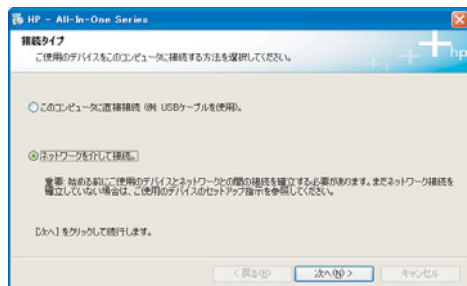 HP - All-In-One Series
接続タイプ
ご使用のデバイスをこのコンピュータに接続する方法を選択してください。
hp
このコンピュータに直接接続 (例: USBケーブルを使用)。
ネットワークを介して接続。
重要: 始める前にご使用のデバイスとネットワークとの間の接続を確立する必要があります。まだネットワーク接続を
確立していない場合は、ご使用のデバイスのセットアップ指示を参照してください。
[次へ] をクリックして続行します。
< 戻る(B) 次へ(N) > キャンセル